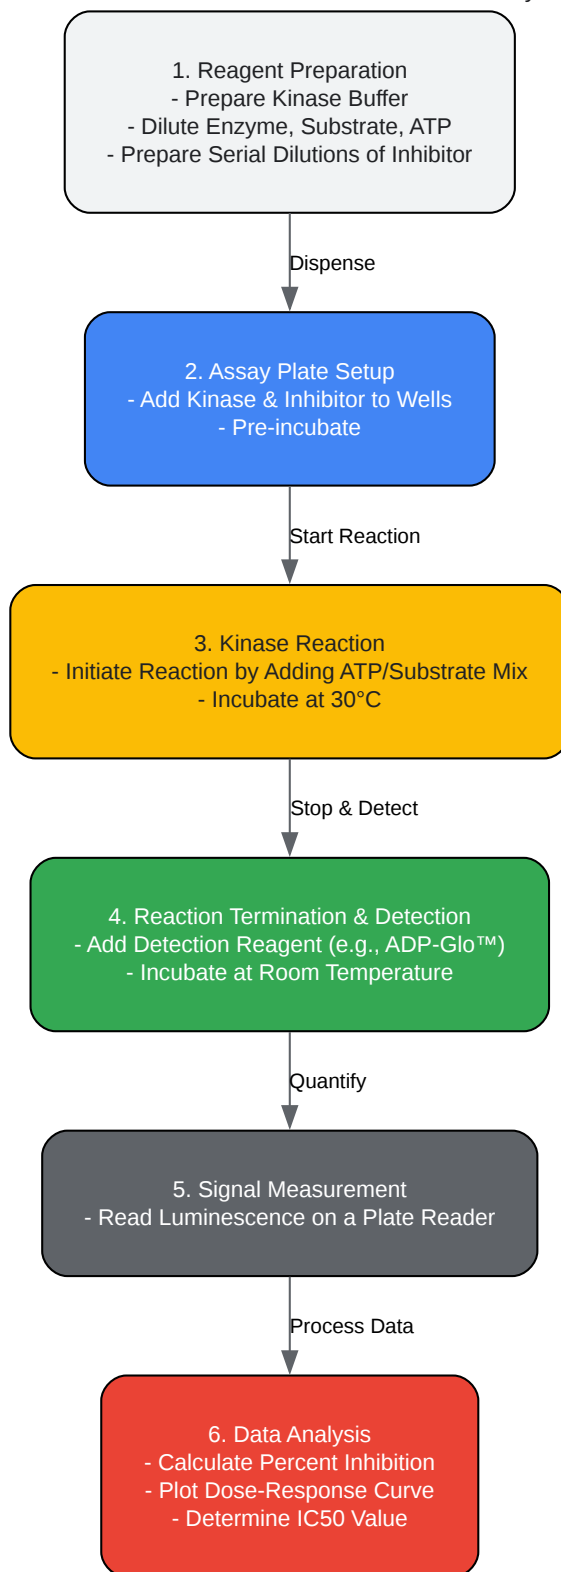 1. Reagent Preparation
- Prepare Kinase Buffer
- Dilute Enzyme, Substrate, ATP
- Prepare Serial Dilutions of Inhibitor
Dispense
2. Assay Plate Setup
- Add Kinase & Inhibitor to Wells
- Pre-incubate
Start Reaction
3. Kinase Reaction
- Initiate Reaction by Adding ATP/Substrate Mix
- Incubate at 30°C
Stop & Detect
4. Reaction Termination & Detection
- Add Detection Reagent (e.g., ADP-Glo™)
- Incubate at Room Temperature
Quantify
5. Signal Measurement
- Read Luminescence on a Plate Reader
Process Data
6. Data Analysis
- Calculate Percent Inhibition
- Plot Dose-Response Curve
- Determine IC50 Value